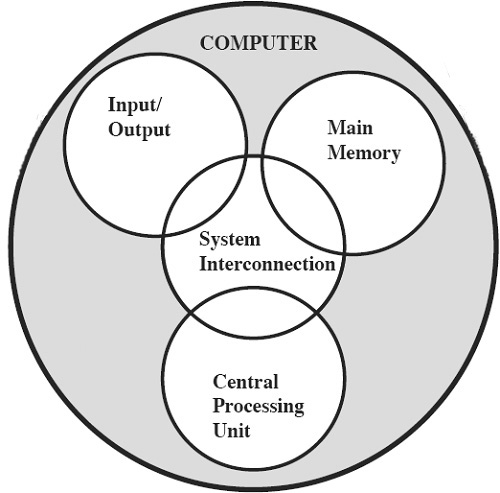 COMPUTER
Input/
Output
Main
Memory
System
Interconnection
Central
Processing
Unit